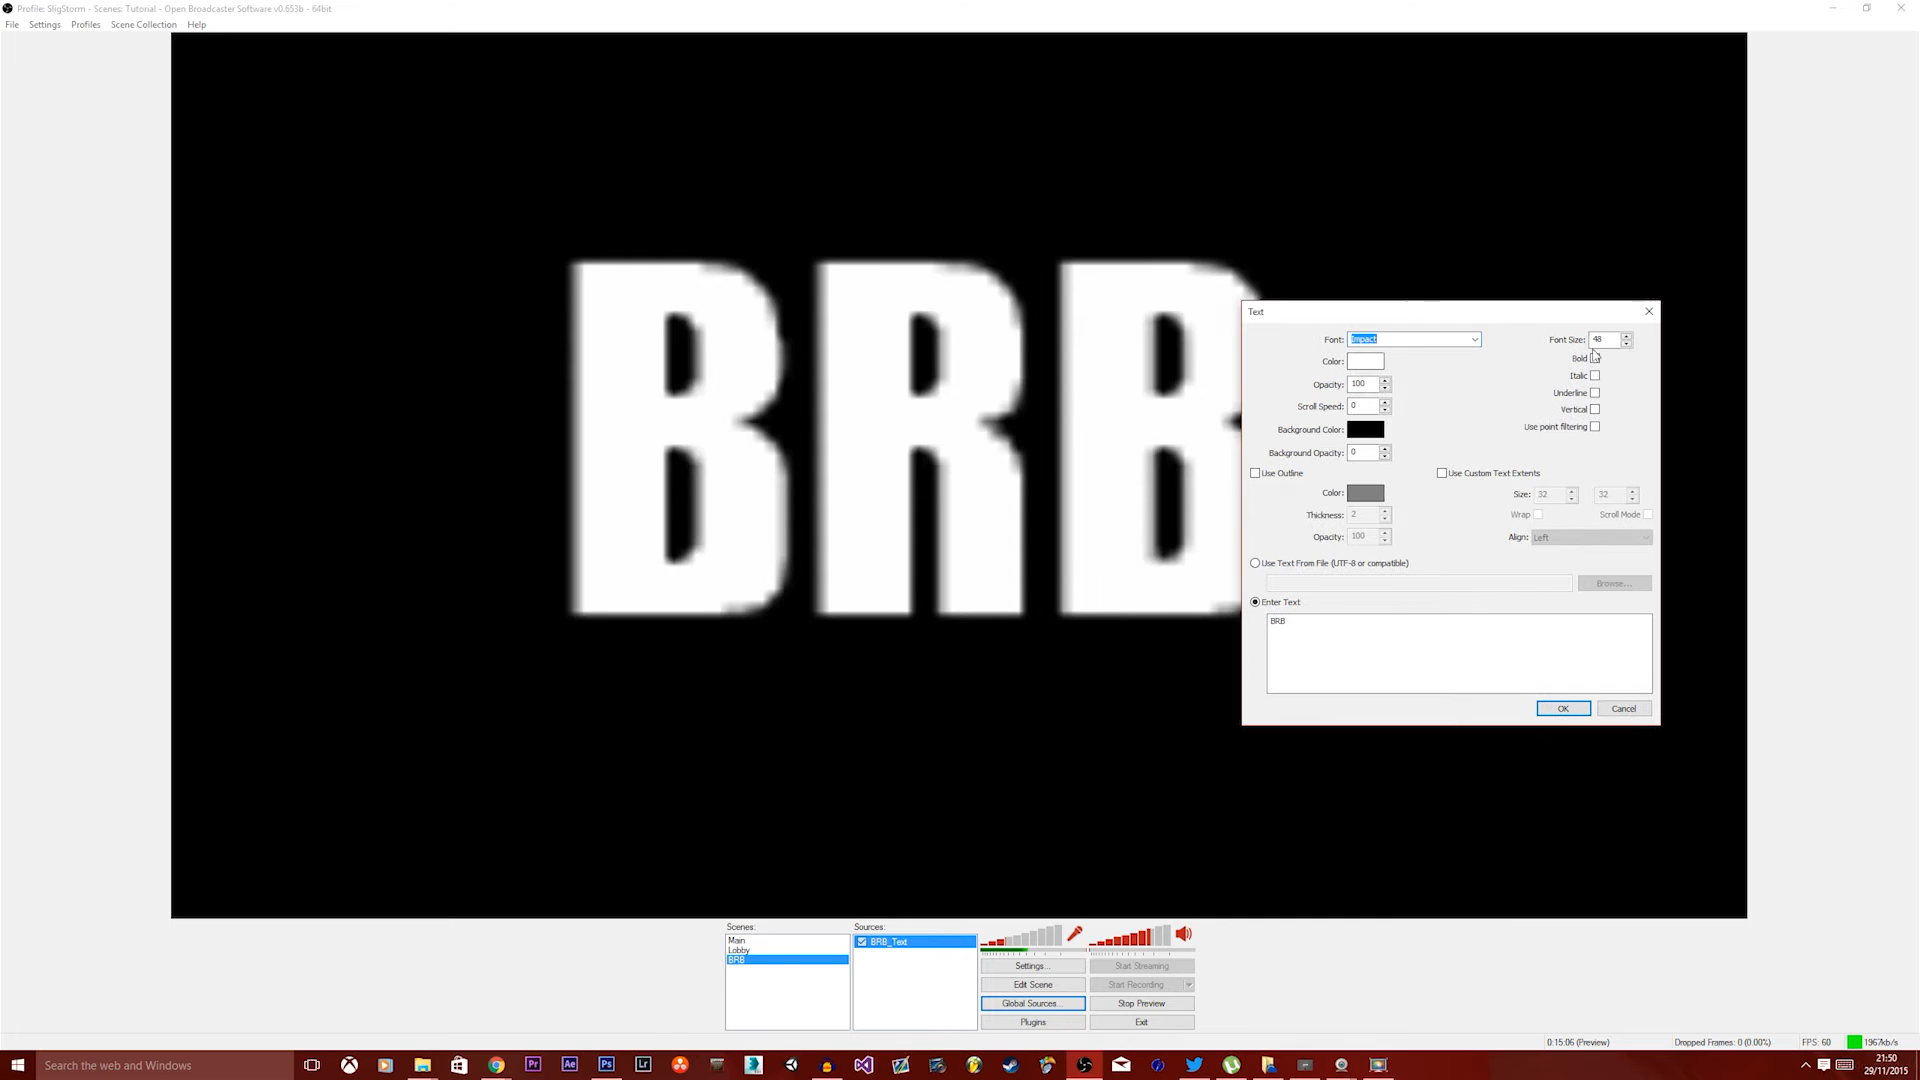 Profile: SligStorm - Scenes: Tutorial - Open Broadcaster Software v0.653b - 64bit
File Settings Profiles Scene Collection Help
BRB
Text
Font: Impact
Font Size: 48
Color:
Bold
Opacity: 100
Italic
Scroll Speed: 0
Underline
Vertical
Background Color:
Use point filtering
Background Opacity: 0
Use Outline
Use Custom Text Extents
Color:
Size: 32 32
Thickness: 2
Wrap Scroll Mode
Opacity: 100
Align: Left
Use Text From File (UTF-8 or compatible)
Browse...
Enter Text
BRB
OK Cancel
Scenes:
Main
Lobby
BRB
Sources:
BRB_Text
Settings... Start Streaming
Edit Scene Start Recording
Global Sources... Stop Preview
Plugins Exit
0:15:06 (Preview) Dropped Frames: 0 (0.00%) FPS: 60 1967kb/s
Search the web and Windows
Pr
Ae
Ps
Lr
21:50
29/11/2015